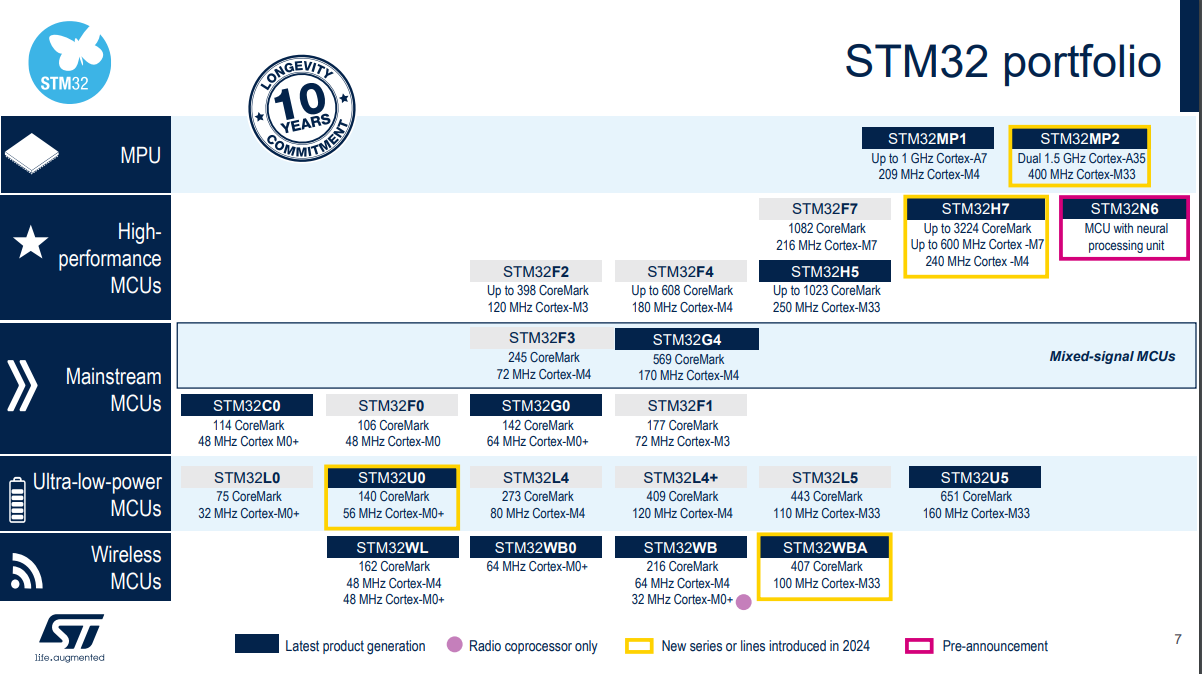 STM32
LONGEVITY
10
YEARS
COMMITMENT
STM32 portfolio
MPU
STM32MP1
Up to 1 GHz Cortex-A7
209 MHz Cortex-M4
STM32MP2
Dual 1.5 GHz Cortex-A35
400 MHz Cortex-M33
High-
performance
MCUs
STM32F7
1082 CoreMark
216 MHz Cortex-M7
STM32H7
Up to 3224 CoreMark
Up to 600 MHz Cortex -M7
240 MHz Cortex -M4
STM32N6
MCU with neural
processing unit
STM32F2
Up to 398 CoreMark
120 MHz Cortex-M3
STM32F4
Up to 608 CoreMark
180 MHz Cortex-M4
STM32H5
Up to 1023 CoreMark
250 MHz Cortex-M33
Mainstream
MCUs
STM32F3
245 CoreMark
72 MHz Cortex-M4
STM32G4
569 CoreMark
170 MHz Cortex-M4
Mixed-signal MCUs
STM32C0
114 CoreMark
48 MHz Cortex M0+
STM32F0
106 CoreMark
48 MHz Cortex-M0
STM32G0
142 CoreMark
64 MHz Cortex-M0+
STM32F1
177 CoreMark
72 MHz Cortex-M3
Ultra-low-power
MCUs
STM32L0
75 CoreMark
32 MHz Cortex-M0+
STM32U0
140 CoreMark
56 MHz Cortex-M0+
STM32L4
273 CoreMark
80 MHz Cortex-M4
STM32L4+
409 CoreMark
120 MHz Cortex-M4
STM32L5
443 CoreMark
110 MHz Cortex-M33
STM32U5
651 CoreMark
160 MHz Cortex-M33
Wireless
MCUs
STM32WL
162 CoreMark
48 MHz Cortex-M4
48 MHz Cortex-M0+
STM32WB0
64 MHz Cortex-M0+
STM32WB
216 CoreMark
64 MHz Cortex-M4
32 MHz Cortex-M0+
STM32WBA
407 CoreMark
100 MHz Cortex-M33
ST
life.augmented
Latest product generation
Radio coprocessor only
New series or lines introduced in 2024
Pre-announcement
7